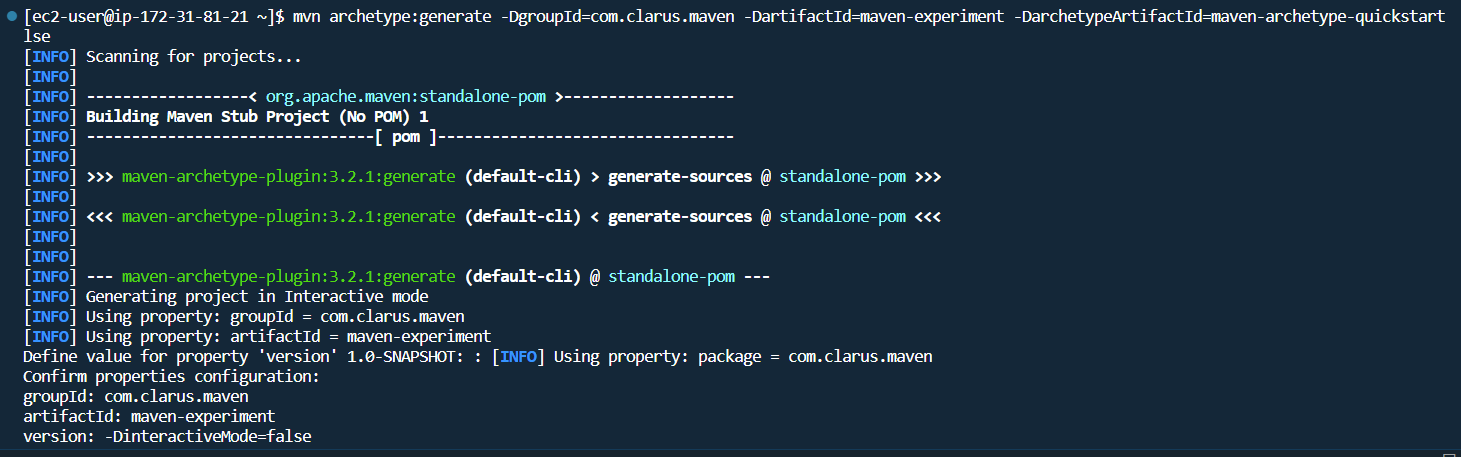 [ec2-user@ip-172-31-81-21 ~]$ mvn archetype:generate -DgroupId=com.clarus.maven -DartifactId=maven-experiment -DarchetypeArtifactId=maven-archetype-quickstart
lse
[INFO] Scanning for projects...
[INFO]
[INFO] ------------------< org.apache.maven:standalone-pom >-------------------
[INFO] Building Maven Stub Project (No POM) 1
[INFO] --------------------------------[ pom ]---------------------------------
[INFO]
[INFO] >>> maven-archetype-plugin:3.2.1:generate (default-cli) > generate-sources @ standalone-pom >>>
[INFO]
[INFO] <<< maven-archetype-plugin:3.2.1:generate (default-cli) < generate-sources @ standalone-pom <<<
[INFO]
[INFO]
[INFO] --- maven-archetype-plugin:3.2.1:generate (default-cli) @ standalone-pom ---
[INFO] Generating project in Interactive mode
[INFO] Using property: groupId = com.clarus.maven
[INFO] Using property: artifactId = maven-experiment
Define value for property 'version' 1.0-SNAPSHOT: : [INFO] Using property: package = com.clarus.maven
Confirm properties configuration:
groupId: com.clarus.maven
artifactId: maven-experiment
version: -DinteractiveMode=false